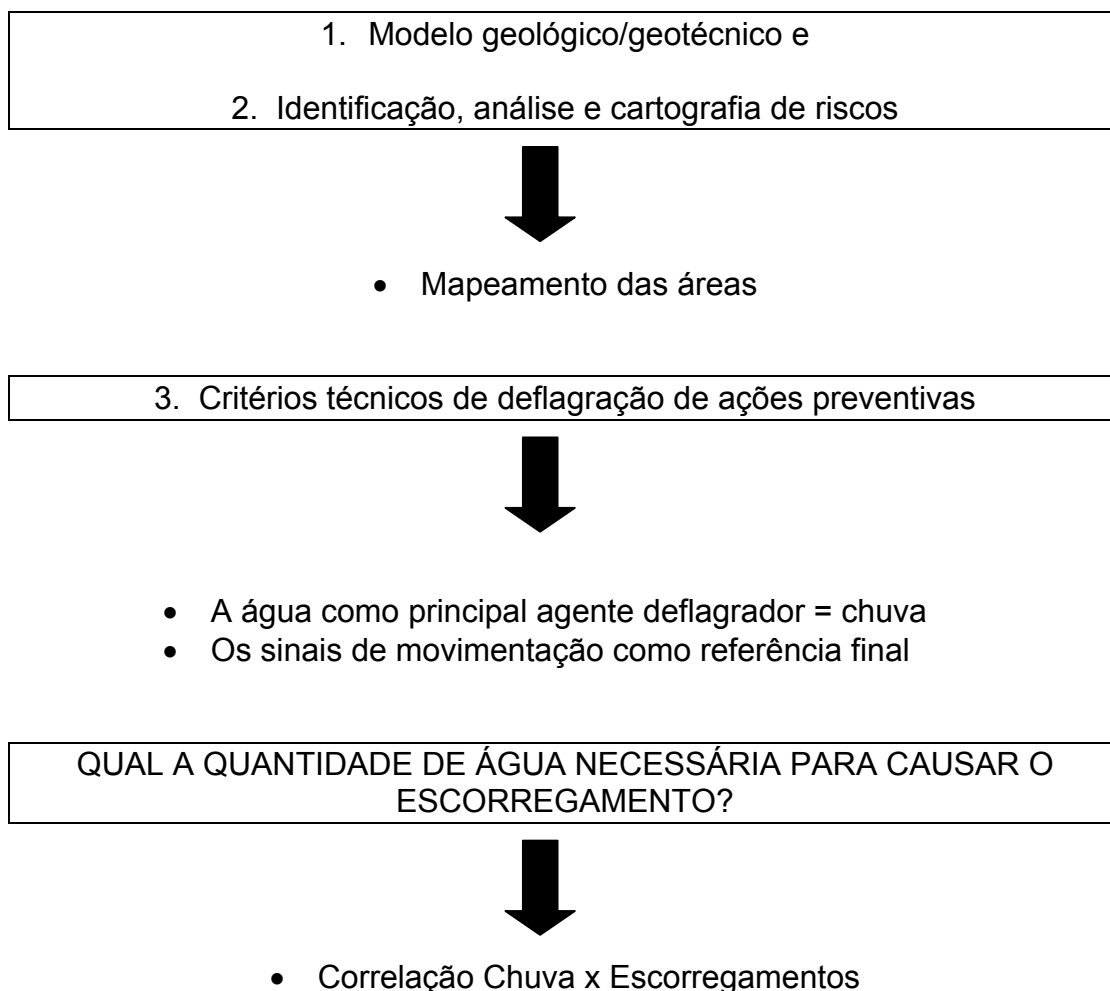 1. Modelo geológico/geotécnico e
2. Identificação, análise e cartografia de riscos
• Mapeamento das áreas
3. Critérios técnicos de deflagração de ações preventivas
• A água como principal agente deflagrador = chuva
• Os sinais de movimentação como referência final
QUAL A QUANTIDADE DE ÁGUA NECESSÁRIA PARA CAUSAR O
ESCORREGAMENTO?
• Correlação Chuva x Escorregamentos